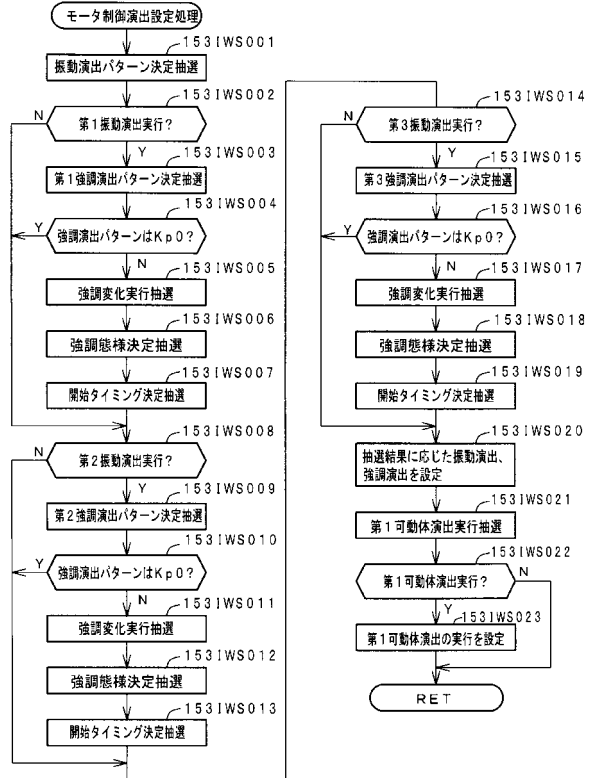 モータ制御演出設定処理
153IWS001
振動演出パターン決定抽選
153IWS002
N
第1振動演出実行?
Y
153IWS003
第1強調演出パターン決定抽選
153IWS004
Y
強調演出パターンはKp0?
N
153IWS005
強調変化実行抽選
153IWS006
強調態様決定抽選
153IWS007
開始タイミング決定抽選
153IWS008
N
第2振動演出実行?
Y
153IWS009
第2強調演出パターン決定抽選
153IWS010
Y
強調演出パターンはKp0?
N
153IWS011
強調変化実行抽選
153IWS012
強調態様決定抽選
153IWS013
開始タイミング決定抽選
153IWS014
N
第3振動演出実行?
Y
153IWS015
第3強調演出パターン決定抽選
153IWS016
Y
強調演出パターンはKp0?
N
153IWS017
強調変化実行抽選
153IWS018
強調態様決定抽選
153IWS019
開始タイミング決定抽選
153IWS020
抽選結果に応じた振動演出、
強調演出を設定
153IWS021
第1可動体演出実行抽選
153IWS022
第1可動体演出実行?
N
Y
153IWS023
第1可動体演出の実行を設定
RET